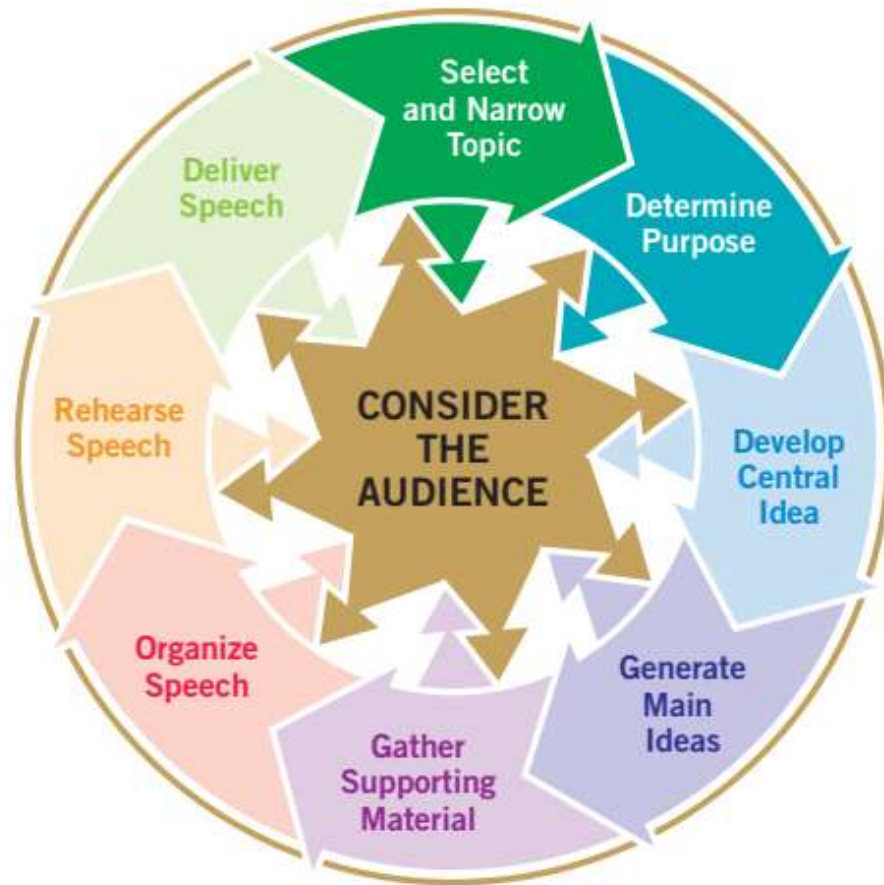 Select
and Narrow
Topic
Determine
Purpose
Develop
Central
Idea
Generate
Main
Ideas
Gather
Supporting
Material
Organize
Speech
Rehearse
Speech
Deliver
Speech
CONSIDER
THE
AUDIENCE